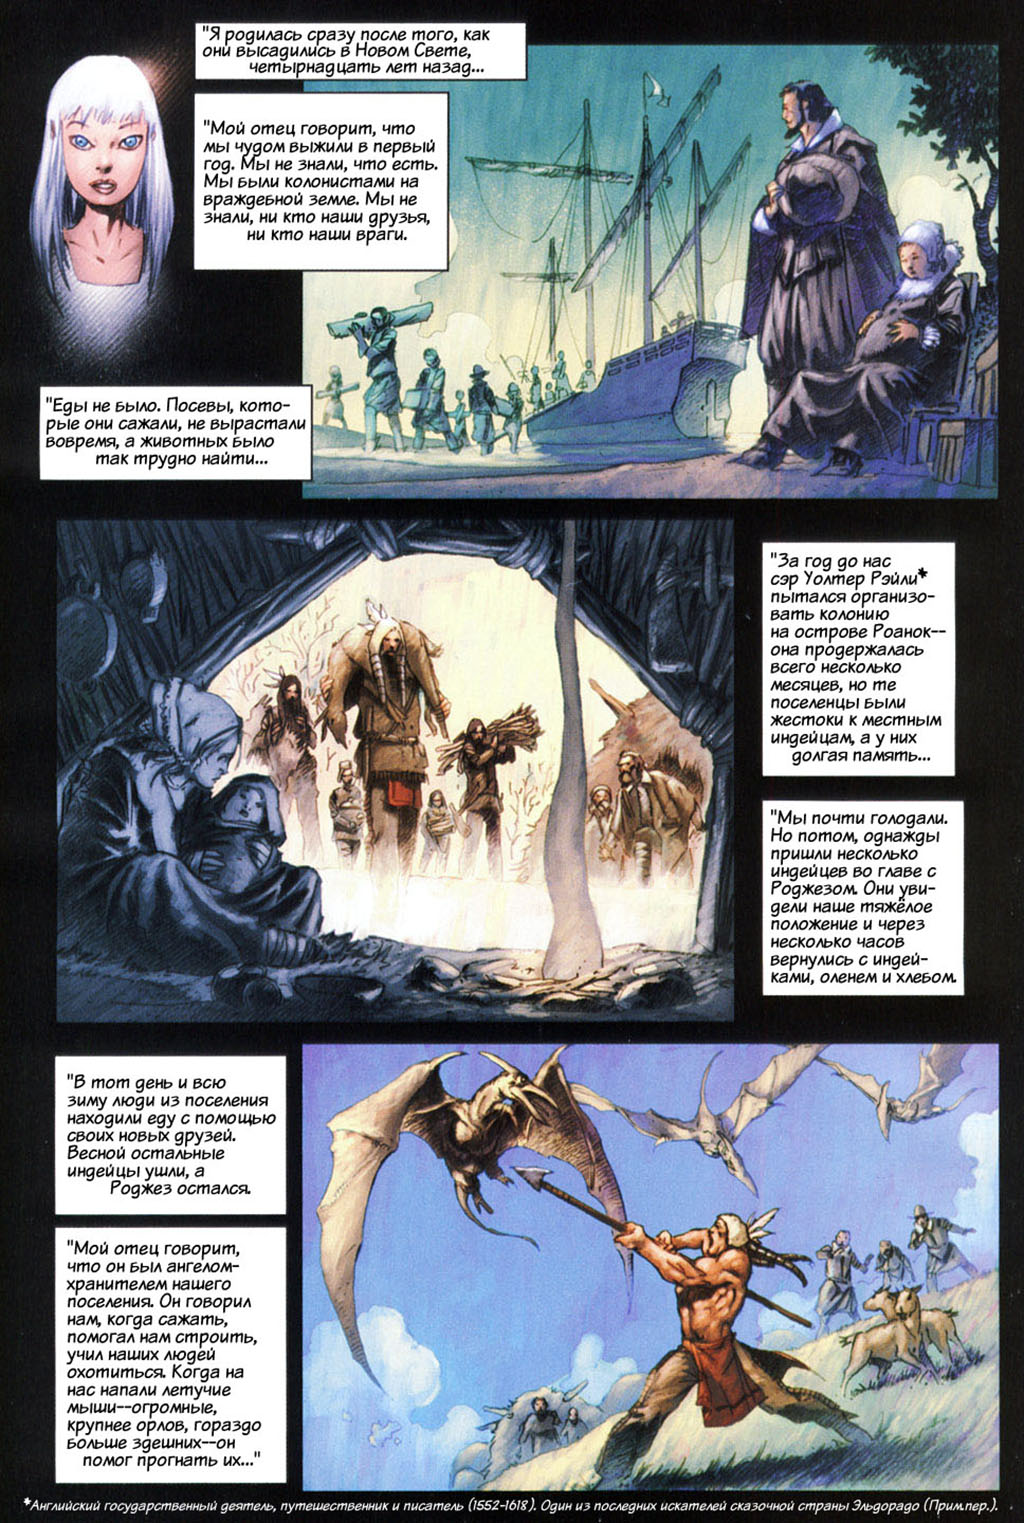 "Я родилась сразу после того, как
они высадились в Новом Свете,
четырнадцать лет назад...
"Мой отец говорит, что
мы чудом выжили в первый
год. Мы не знали, что есть.
Мы были колонистами на
враждебной земле. Мы не
знали, ни кто наши друзья,
ни кто наши враги.
"Еды не было. Посевы, кото-
рые они сажали, не вырастали
вовремя, а животных было
так трудно найти...
"За год до нас
сэр Уолтер Рэйли*
пытался организо-
вать колонию
на острове Роанок--
она продержалась
всего несколько
месяцев, но те
поселенцы были
жестоки к местным
индейцам, а у них
долгая память...
"Мы почти голодали.
Но потом, однажды
пришли несколько
индейцев во главе с
Роджезом. Они уви-
дели наше тяжёлое
положение и через
несколько часов
вернулись с индей-
ками, оленем и хлебом.
"В тот день и всю
зиму люди из поселения
находили еду с помощью
своих новых друзей.
Весной остальные
индейцы ушли, а
Роджез остался.
"Мой отец говорит,
что он был ангелом-
хранителем нашего
поселения. Он говорил
нам, когда сажать,
помогал нам строить,
учил наших людей
охотиться. Когда на
нас напали летучие
мыши--огромные,
крупнее орлов, гораздо
больше здешних--он
помог прогнать их..."
*Английский государственный деятель, путешественник и писатель (1552-1618). Один из последних искателей сказочной страны Эльдорадо (Прим.пер.).